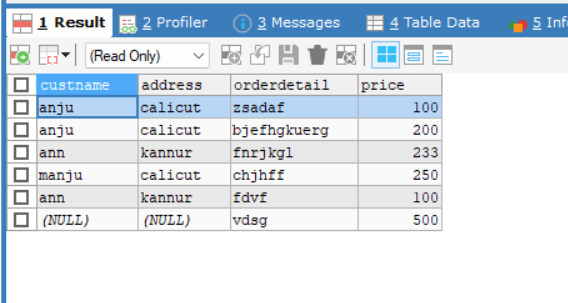 1 Result 2 Profiler 3 Messages 4 Table Data 5 Inf
(Read Only)
custname address orderdetail price
anju calicut zsadaf 100
anju calicut bjefhgkuerg 200
ann kannur fnrjkgl 233
manju calicut chjhff 250
ann kannur fdvf 100
(NULL) (NULL) vdsg 500